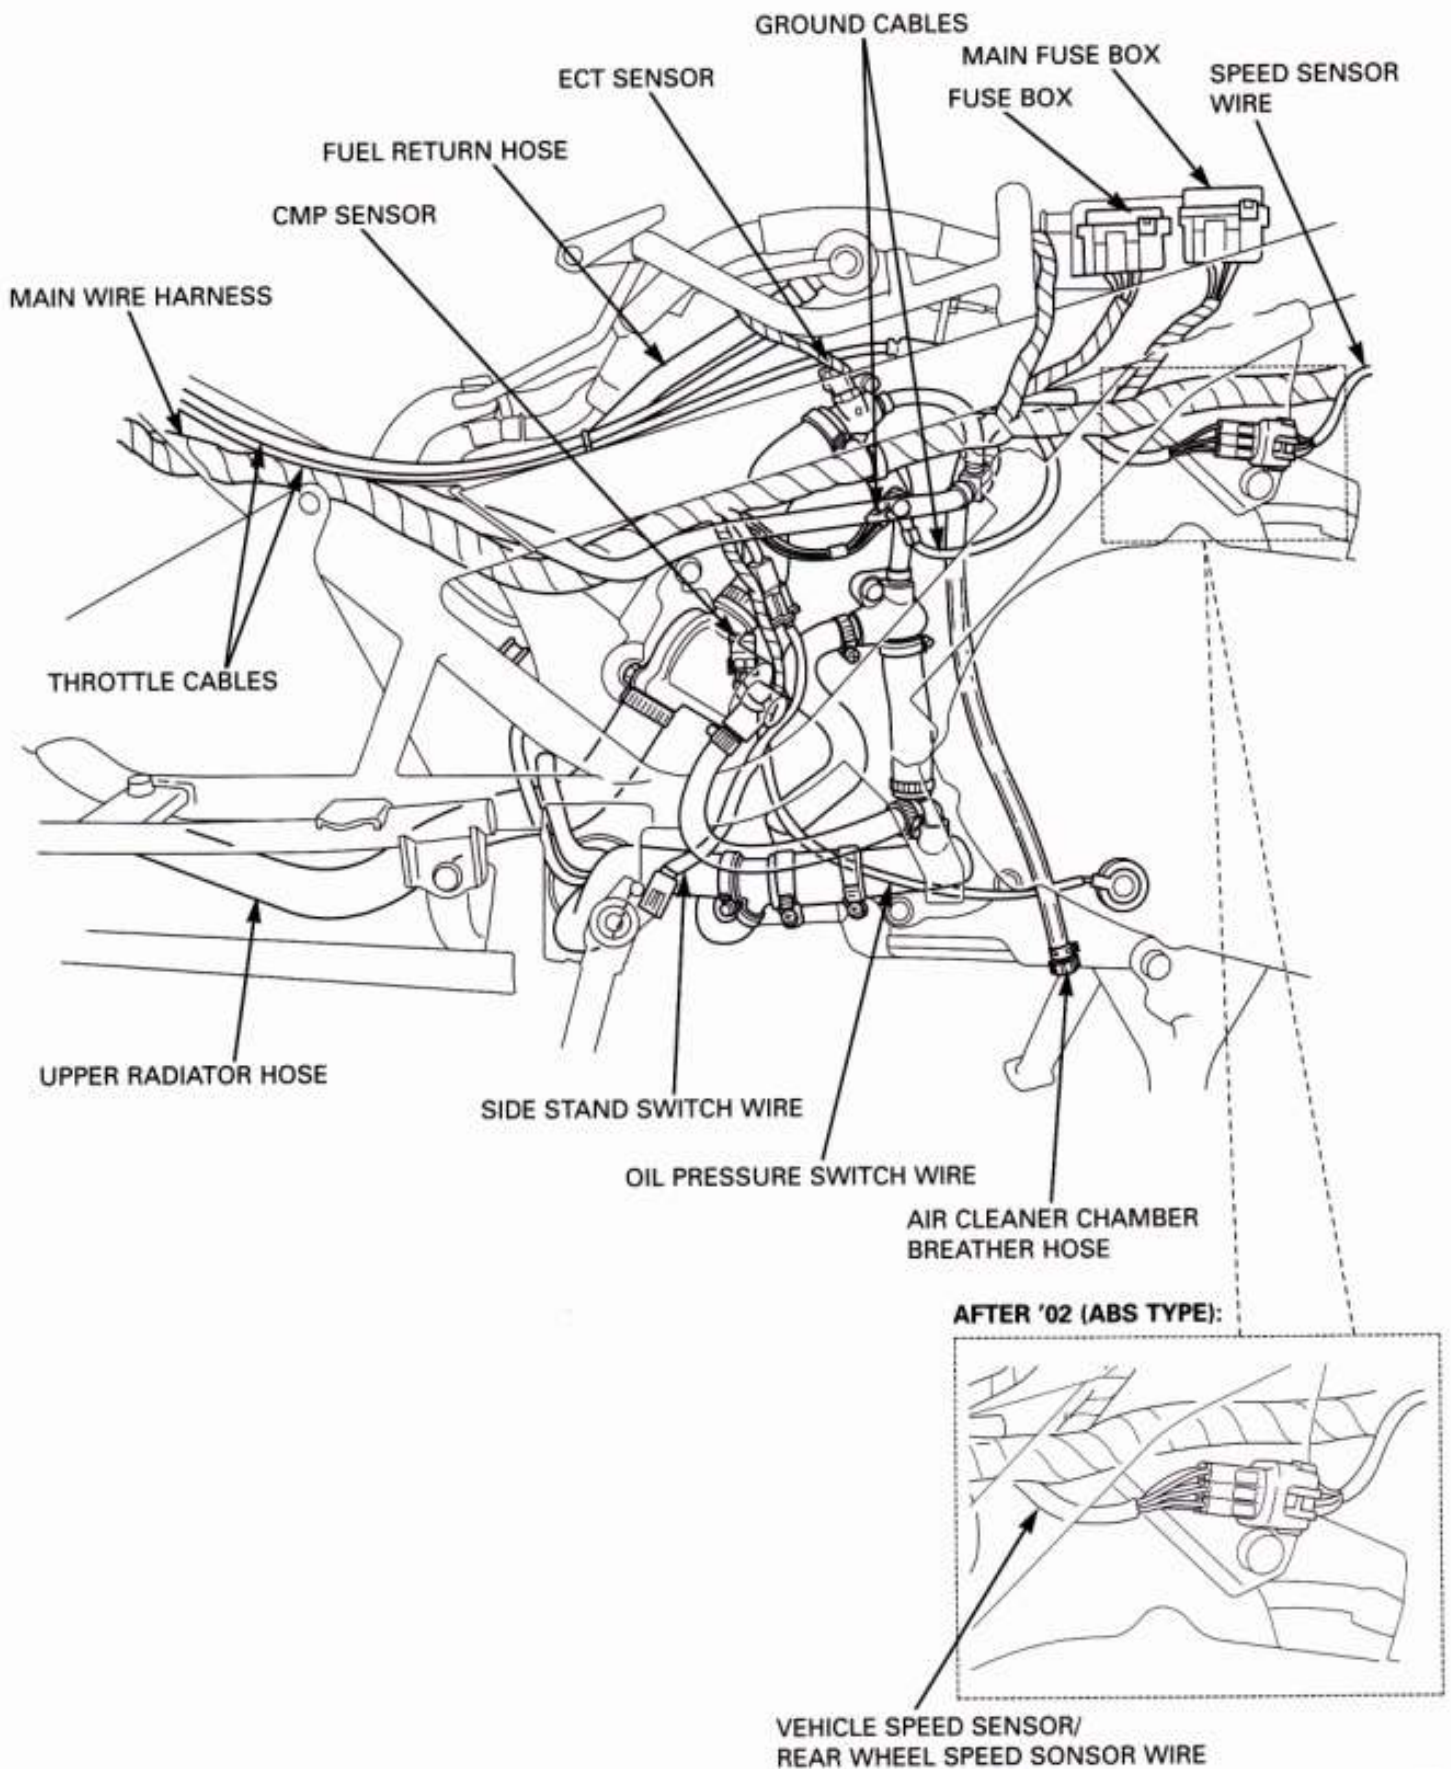 GROUND CABLES
MAIN FUSE BOX
ECT SENSOR
SPEED SENSOR
WIRE
FUSE BOX
FUEL RETURN HOSE
CMP SENSOR
MAIN WIRE HARNESS
THROTTLE CABLES
UPPER RADIATOR HOSE
SIDE STAND SWITCH WIRE
OIL PRESSURE SWITCH WIRE
AIR CLEANER CHAMBER
BREATHER HOSE
AFTER '02 (ABS TYPE):
VEHICLE SPEED SENSOR/
REAR WHEEL SPEED SONSOR WIRE